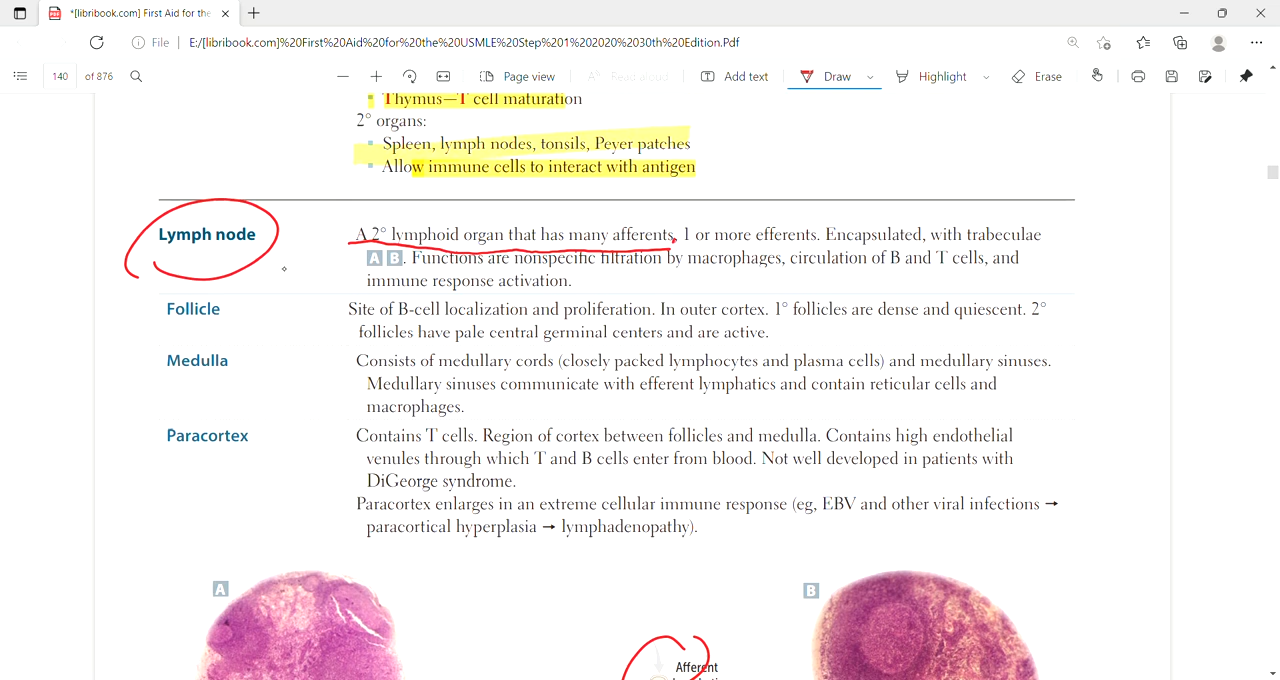 *[libribook.com] First Aid for the
File E:/[libribook.com]%20First%20Aid%20for%20the%20USMLE%20Step%201%202020%2030th%20Edition.Pdf
140 of 876 Page view Read aloud Add text Draw Highlight Erase
Thymus—T cell maturation
2° organs:
Spleen, lymph nodes, tonsils, Peyer patches
Allow immune cells to interact with antigen
Lymph node A 2° lymphoid organ that has many afferents, 1 or more efferents. Encapsulated, with trabeculae
A B. Functions are nonspecific filtration by macrophages, circulation of B and T cells, and
immune response activation.
Follicle Site of B-cell localization and proliferation. In outer cortex. 1° follicles are dense and quiescent. 2°
follicles have pale central germinal centers and are active.
Medulla Consists of medullary cords (closely packed lymphocytes and plasma cells) and medullary sinuses.
Medullary sinuses communicate with efferent lymphatics and contain reticular cells and
macrophages.
Paracortex Contains T cells. Region of cortex between follicles and medulla. Contains high endothelial
venules through which T and B cells enter from blood. Not well developed in patients with
DiGeorge syndrome.
Paracortex enlarges in an extreme cellular immune response (eg, EBV and other viral infections →
paracortical hyperplasia → lymphadenopathy).
A B
Afferent